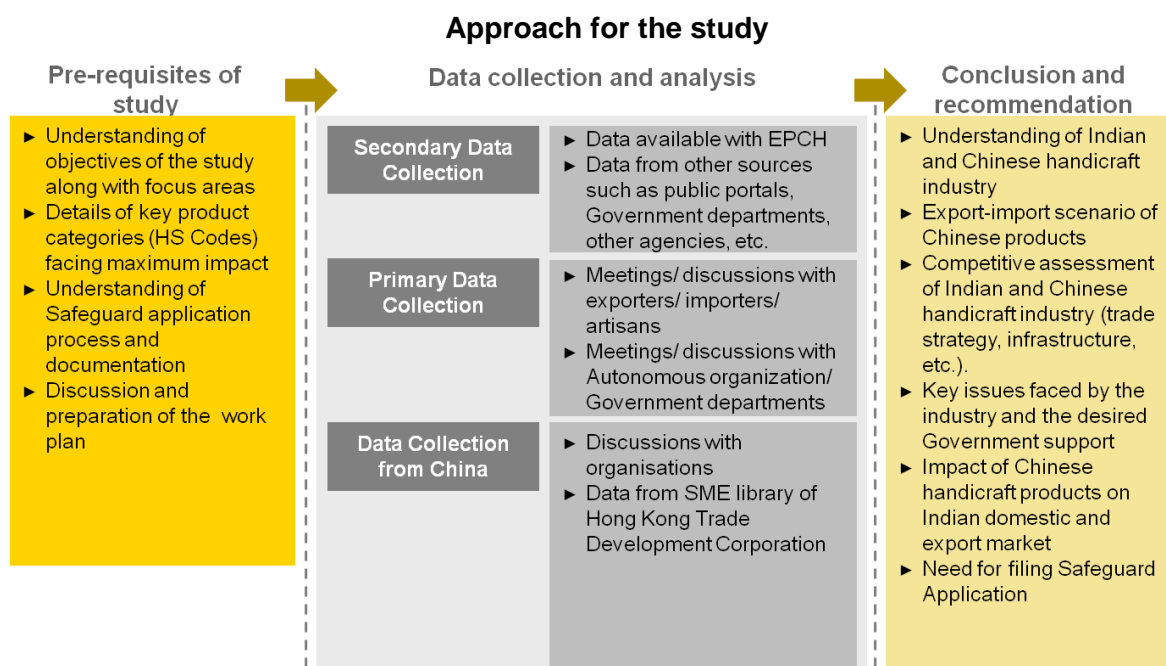 Approach for the study
Pre-requisites of
study
► Understanding of
objectives of the study
along with focus areas
► Details of key product
categories (HS Codes)
facing maximum impact
► Understanding of
Safeguard application
process and
documentation
► Discussion and
preparation of the work
plan
Data collection and analysis
Secondary Data
Collection
► Data available with EPCH
► Data from other sources
such as public portals,
Government departments,
other agencies, etc.
Primary Data
Collection
► Meetings/ discussions with
exporters/ importers/
artisans
► Meetings/ discussions with
Autonomous organization/
Government departments
Data Collection
from China
► Discussions with
organisations
► Data from SME library of
Hong Kong Trade
Development Corporation
Conclusion and
recommendation
► Understanding of Indian
and Chinese handicraft
industry
► Export-import scenario of
Chinese products
► Competitive assessment
of Indian and Chinese
handicraft industry (trade
strategy, infrastructure,
etc.).
► Key issues faced by the
industry and the desired
Government support
► Impact of Chinese
handicraft products on
Indian domestic and
export market
► Need for filing Safeguard
Application